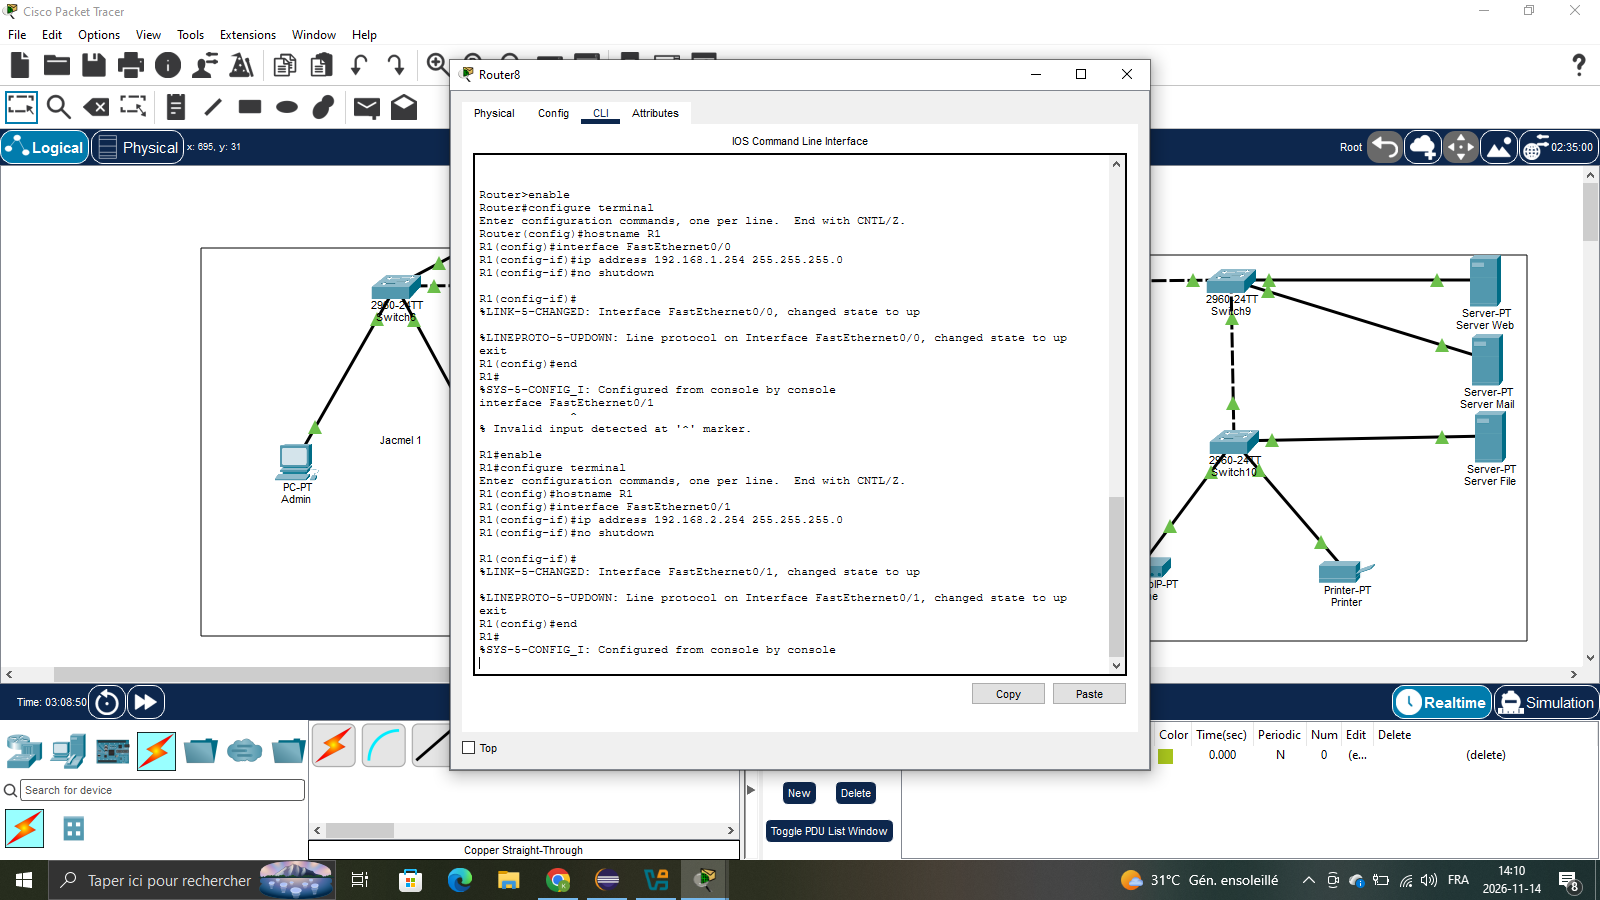 Cisco Packet Tracer
File Edit Options View Tools Extensions Window Help
Router8
Physical Config CLI Attributes
IOS Command Line Interface
Logical
Physical
x: 695, y: 31
Root
02:35:00
Router>enable
Router#configure terminal
Enter configuration commands, one per line.  End with CNTL/Z.
Router(config)#hostname R1
R1(config)#interface FastEthernet0/0
R1(config-if)#ip address 192.168.1.254 255.255.255.0
R1(config-if)#no shutdown
R1(config-if)#
%LINK-5-CHANGED: Interface FastEthernet0/0, changed state to up
%LINEPROTO-5-UPDOWN: Line protocol on Interface FastEthernet0/0, changed state to up
exit
R1(config)#end
R1#
%SYS-5-CONFIG_I: Configured from console by console
interface FastEthernet0/1
^
% Invalid input detected at '^' marker.
R1#enable
R1#configure terminal
Enter configuration commands, one per line.  End with CNTL/Z.
R1(config)#hostname R1
R1(config)#interface FastEthernet0/1
R1(config-if)#ip address 192.168.2.254 255.255.255.0
R1(config-if)#no shutdown
R1(config-if)#
%LINK-5-CHANGED: Interface FastEthernet0/1, changed state to up
%LINEPROTO-5-UPDOWN: Line protocol on Interface FastEthernet0/1, changed state to up
exit
R1(config)#end
R1#
%SYS-5-CONFIG_I: Configured from console by console
Copy
Paste
Top
2960-24TT
Switch6
Jacmel 1
PC-PT
Admin
2960-24TT
Switch9
Server-PT
Server Web
Server-PT
Server Mail
2960-24TT
Switch10
Server-PT
Server File
oIP-PT
ne
Printer-PT
Printer
Time: 03:08:50
Realtime
Simulation
Search for device
Copper Straight-Through
New
Delete
Toggle PDU List Window
Color Time(sec) Periodic Num Edit Delete
0.000 N 0 (e... (delete)
Taper ici pour rechercher
31°C Gén. ensoleillé
FRA
14:10
2026-11-14
8